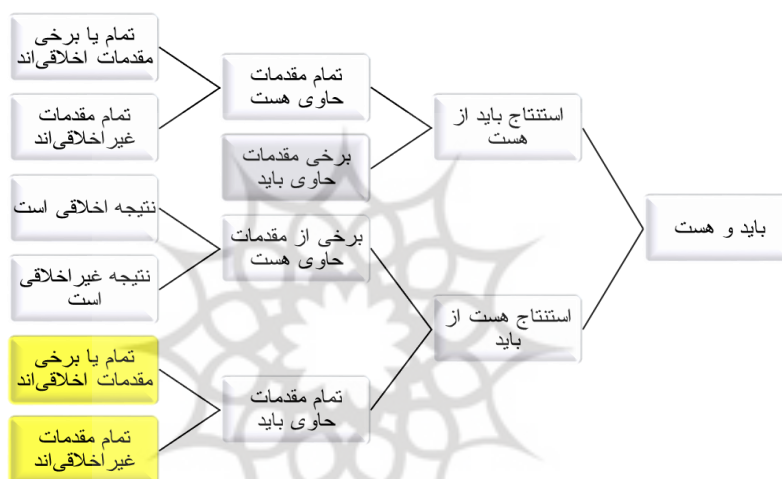 باید و هست
استنتاج باید از
هست
استنتاج هست از
باید
تمام مقدمات
حاوی هست
برخی مقدمات
حاوی باید
برخی از مقدمات
حاوی هست
تمام مقدمات
حاوی باید
تمام یا برخی
مقدمات اخلاقی‌اند
تمام مقدمات
غیراخلاقی‌اند
نتیجه اخلاقی است
نتیجه غیراخلاقی
است
تمام یا برخی
مقدمات اخلاقی‌اند
تمام مقدمات
غیراخلاقی‌اند